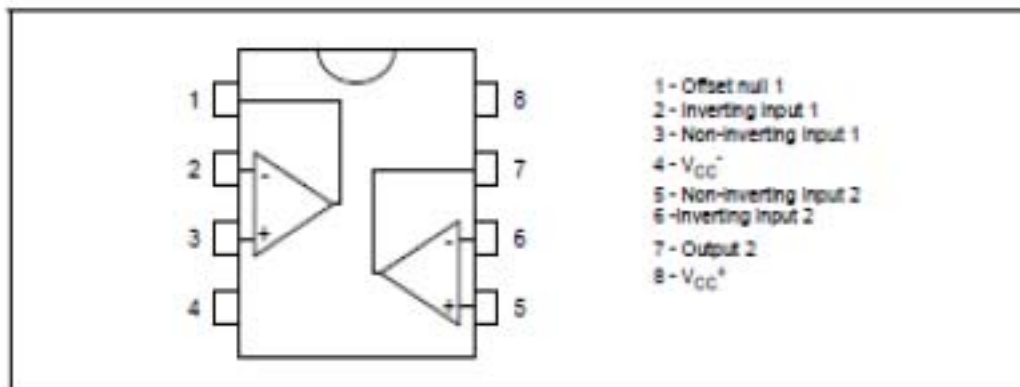 1
2
3
4
8
7
6
5
-
+
-
+
1 - Offset null 1
2 - Inverting input 1
3 - Non-inverting input 1
4 - VCC-
5 - Non-inverting input 2
6 -Inverting input 2
7 - Output 2
8 - VCC+